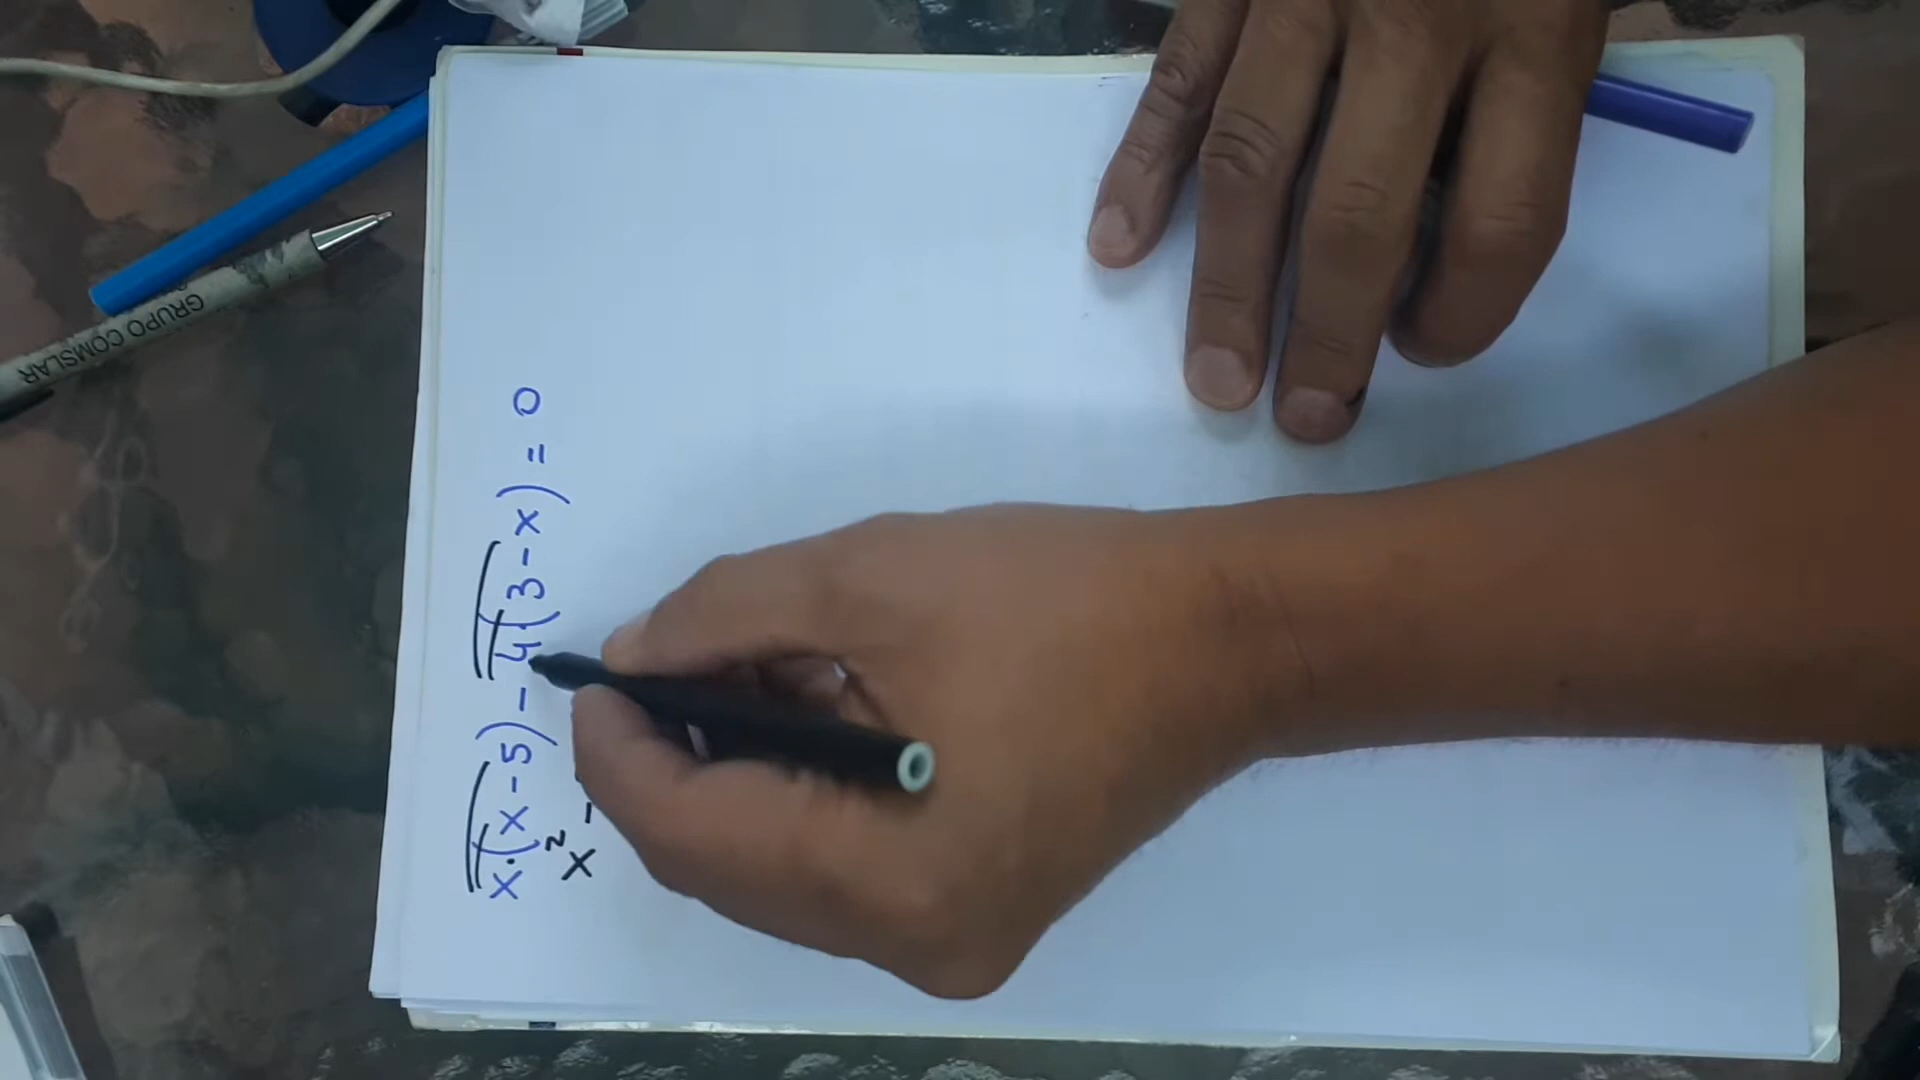 x·(x-5)-4(3-x)=0
x² -
GRUPO COMSLAR